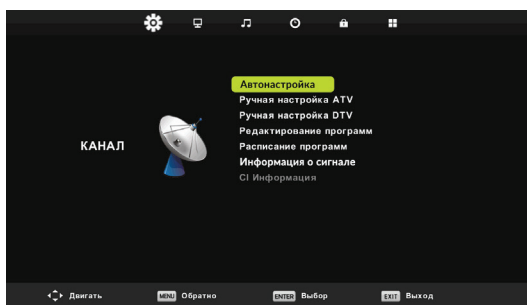 Автонастройка
Ручная настройка ATV
Ручная настройка DTV
Редактирование программ
КАНАЛ
Расписание программ
Информация о сигнале
CI Информация
Двигать MENU Обратно ENTER Выбор EXIT Выход